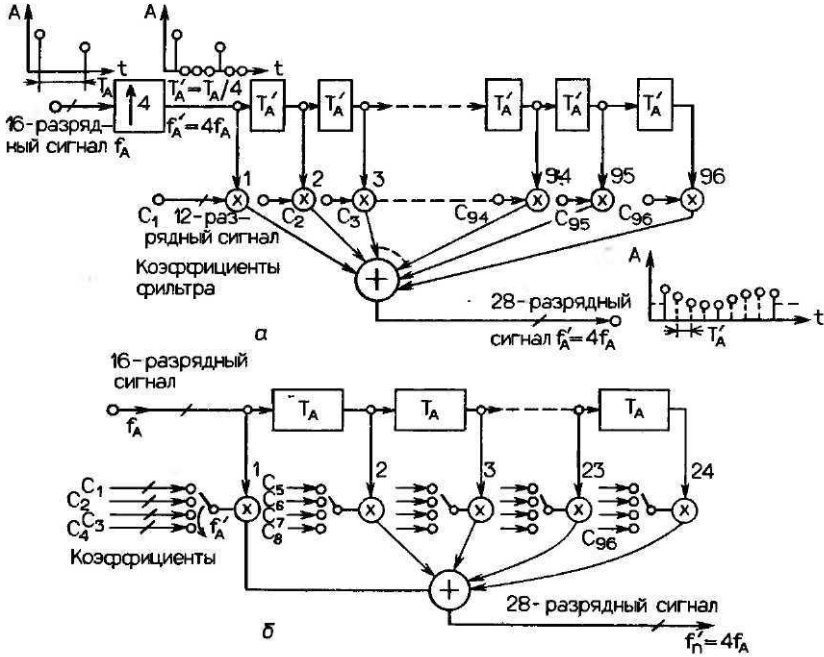 A
A
t
t
T_A
T'_A=T_A/4
4
T'_A
T'_A
T'_A
T'_A
T'_A
16-разряд-
ный сигнал f_A
f'_A=4f_A
1
2
3
94
95
96
x
x
x
x
x
x
C_1
12-раз-
рядный сигнал
C_2
C_3
C_94
C_95
C_96
Коэффициенты
фильтра
+
A
t
T'_A
28-разрядный
сигнал f'_A=4f_A
а
16-разрядный
сигнал
f_A
T_A
T_A
T_A
1
2
3
23
24
C_1
C_2
C_3
C_4
f'_A
C_5
C_6
C_7
C_8
C_96
x
x
x
x
x
Коэффициенты
+
28-разрядный сигнал
f'_п=4f_A
б